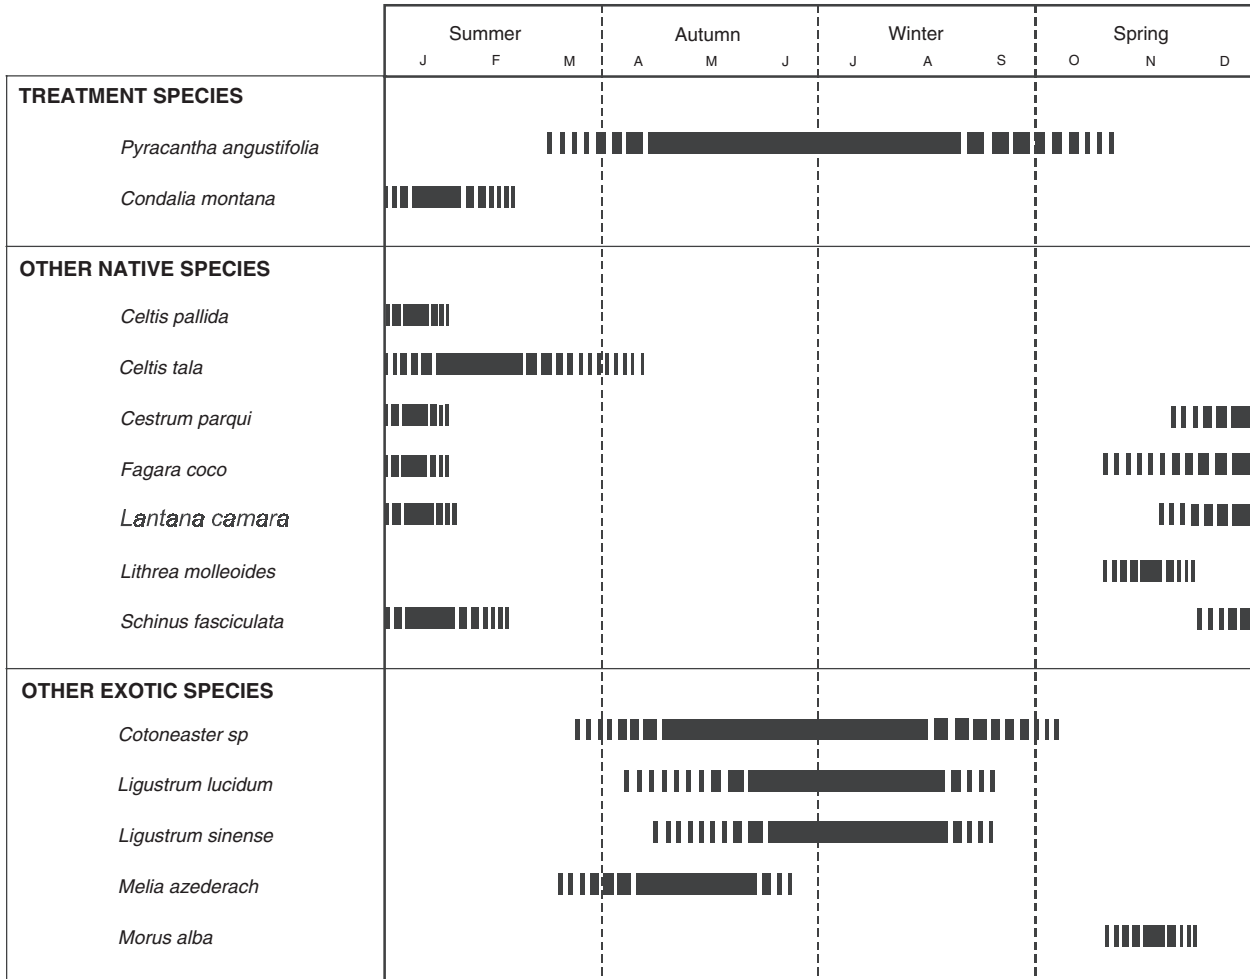 Summer Autumn Winter Spring
J F M A M J J A S O N D
TREATMENT SPECIES
Pyracantha angustifolia
Condalia montana
OTHER NATIVE SPECIES
Celtis pallida
Celtis tala
Cestrum parqui
Fagara coco
Lantana camara
Lithrea molleoides
Schinus fasciculata
OTHER EXOTIC SPECIES
Cotoneaster sp
Ligustrum lucidum
Ligustrum sinense
Melia azederach
Morus alba